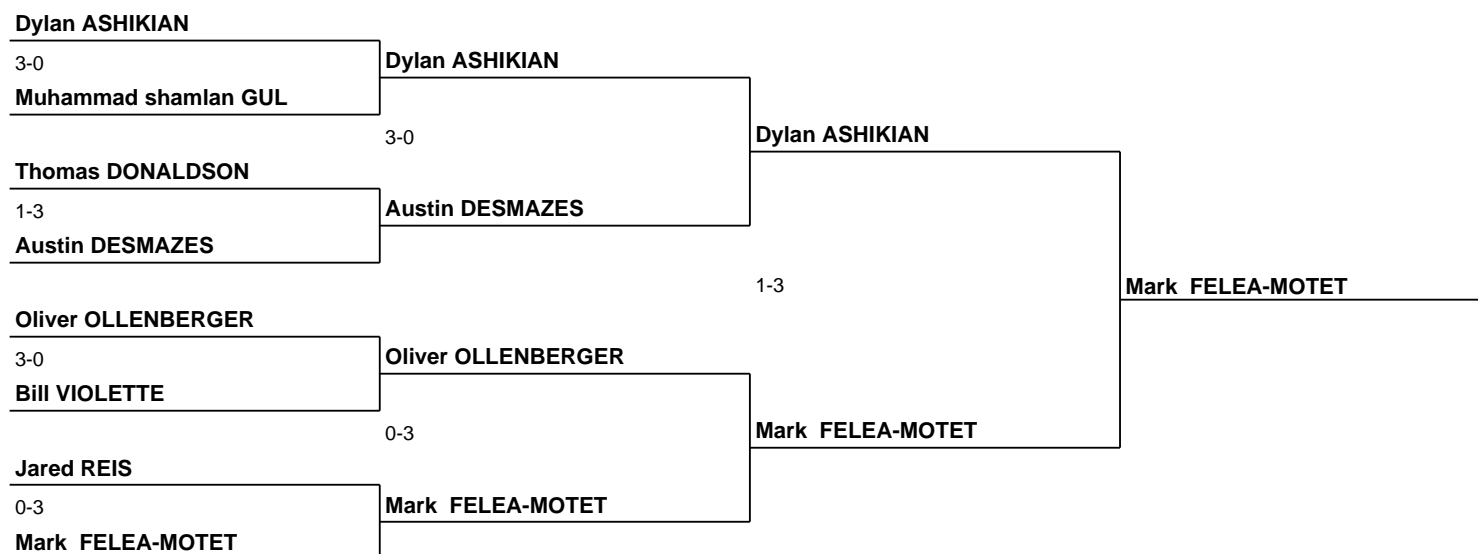 Dylan ASHIKIAN
3-0
Dylan ASHIKIAN
Muhammad shamlan GUL
3-0
Dylan ASHIKIAN
Thomas DONALDSON
1-3
Austin DESMAZES
Austin DESMAZES
1-3
Mark  FELEA-MOTET
Oliver OLLENBERGER
3-0
Oliver OLLENBERGER
Bill VIOLETTE
0-3
Mark  FELEA-MOTET
Jared REIS
0-3
Mark  FELEA-MOTET
Mark  FELEA-MOTET